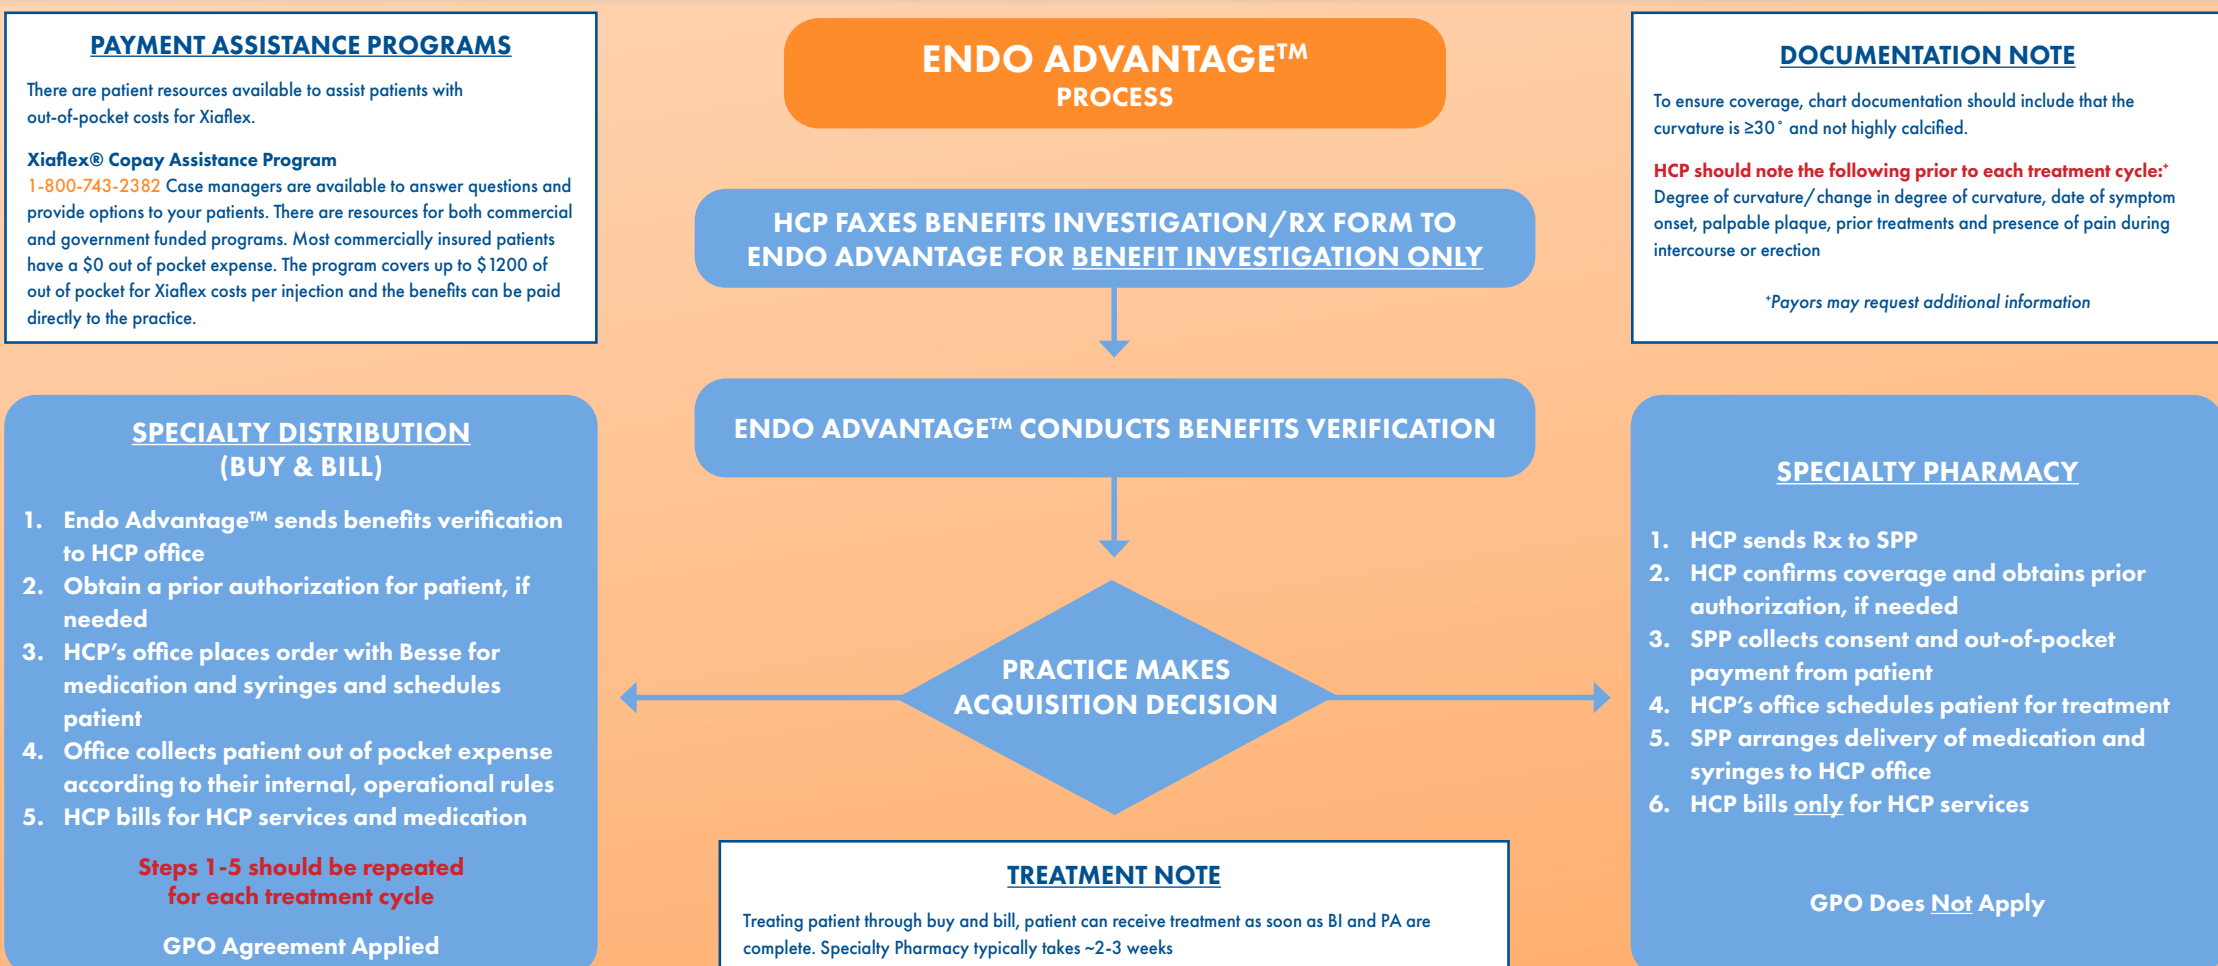 PAYMENT ASSISTANCE PROGRAMS
There are patient resources available to assist patients with
out-of-pocket costs for Xiaflex.
Xiaflex® Copay Assistance Program
1-800-743-2382 Case managers are available to answer questions and
provide options to your patients. There are resources for both commercial
and government funded programs. Most commercially insured patients
have a $0 out of pocket expense. The program covers up to $1200 of
out of pocket for Xiaflex costs per injection and the benefits can be paid
directly to the practice.
ENDO ADVANTAGE™
PROCESS
HCP FAXES BENEFITS INVESTIGATION/RX FORM TO
ENDO ADVANTAGE FOR BENEFIT INVESTIGATION ONLY
ENDO ADVANTAGE™ CONDUCTS BENEFITS VERIFICATION
PRACTICE MAKES
ACQUISITION DECISION
DOCUMENTATION NOTE
To ensure coverage, chart documentation should include that the
curvature is ≥30˚ and not highly calcified.
HCP should note the following prior to each treatment cycle:+
Degree of curvature/change in degree of curvature, date of symptom
onset, palpable plaque, prior treatments and presence of pain during
intercourse or erection
+Payors may request additional information
SPECIALTY DISTRIBUTION
(BUY & BILL)
1. Endo Advantage™ sends benefits verification
to HCP office
2. Obtain a prior authorization for patient, if
needed
3. HCP’s office places order with Besse for
medication and syringes and schedules
patient
4. Office collects patient out of pocket expense
according to their internal, operational rules
5. HCP bills for HCP services and medication
Steps 1-5 should be repeated
for each treatment cycle
GPO Agreement Applied
TREATMENT NOTE
Treating patient through buy and bill, patient can receive treatment as soon as BI and PA are
complete. Specialty Pharmacy typically takes ~2-3 weeks
SPECIALTY PHARMACY
1. HCP sends Rx to SPP
2. HCP confirms coverage and obtains prior
authorization, if needed
3. SPP collects consent and out-of-pocket
payment from patient
4. HCP’s office schedules patient for treatment
5. SPP arranges delivery of medication and
syringes to HCP office
6. HCP bills only for HCP services
GPO Does Not Apply